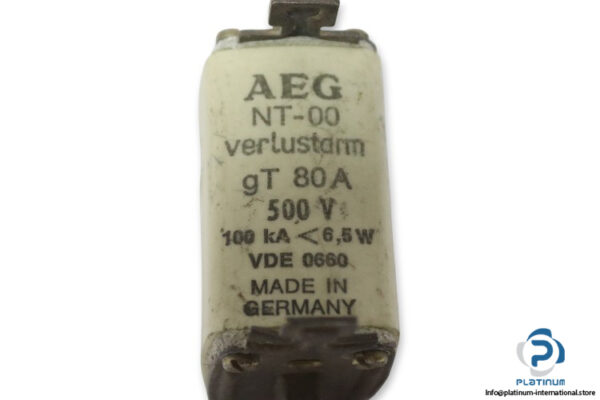 AEG
NT-00
verlustarm
gT 80A
500 V
100 kA < 6,5W
VDE 0660
MADE IN
GERMANY
PLATINUM
Info@platinum-international.store